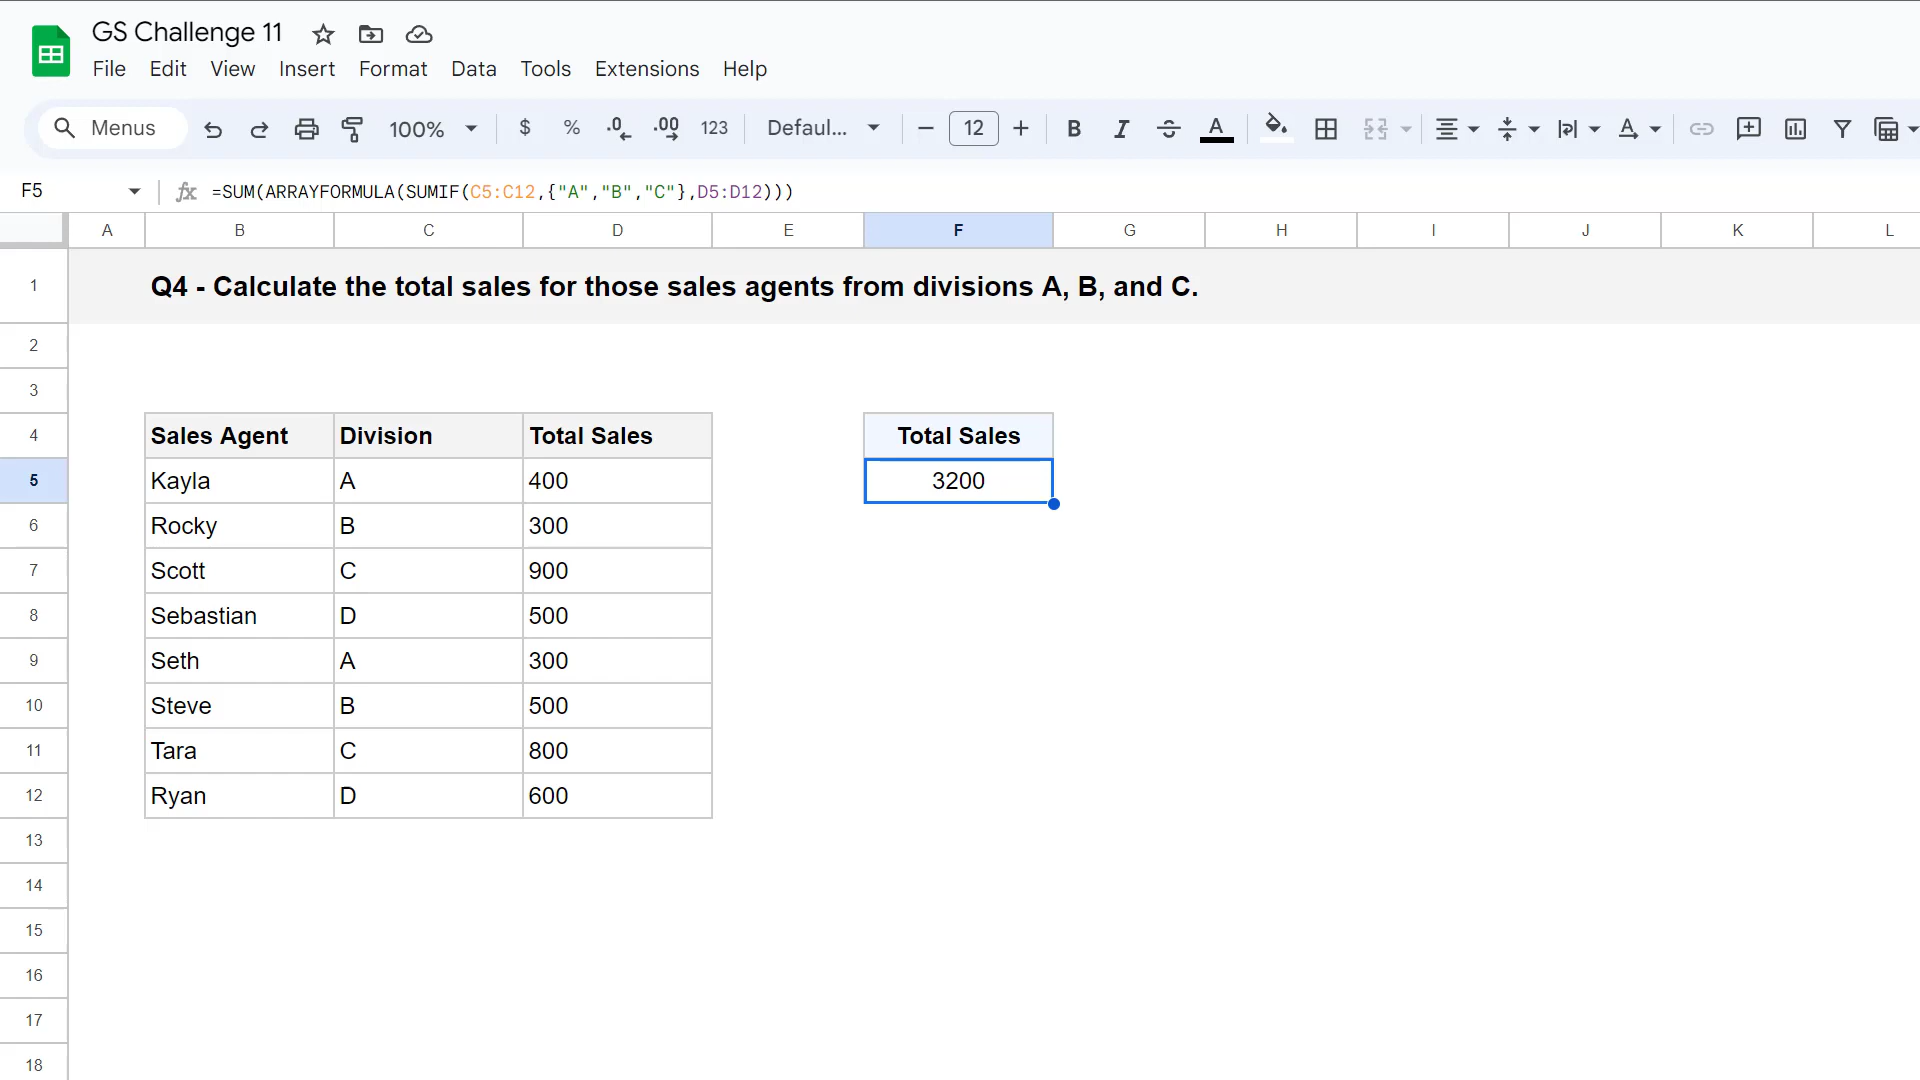 GS Challenge 11
File Edit View Insert Format Data Tools Extensions Help
Menus 100% $ % .0 .00 123 Defaul... 12 B I S A
F5 fx =SUM(ARRAYFORMULA(SUMIF(C5:C12,{"A","B","C"},D5:D12)))
A B C D E F G H I J K L
1 Q4 - Calculate the total sales for those sales agents from divisions A, B, and C.
2
3
4 Sales Agent Division Total Sales Total Sales
5 Kayla A 400 3200
6 Rocky B 300
7 Scott C 900
8 Sebastian D 500
9 Seth A 300
10 Steve B 500
11 Tara C 800
12 Ryan D 600
13
14
15
16
17
18